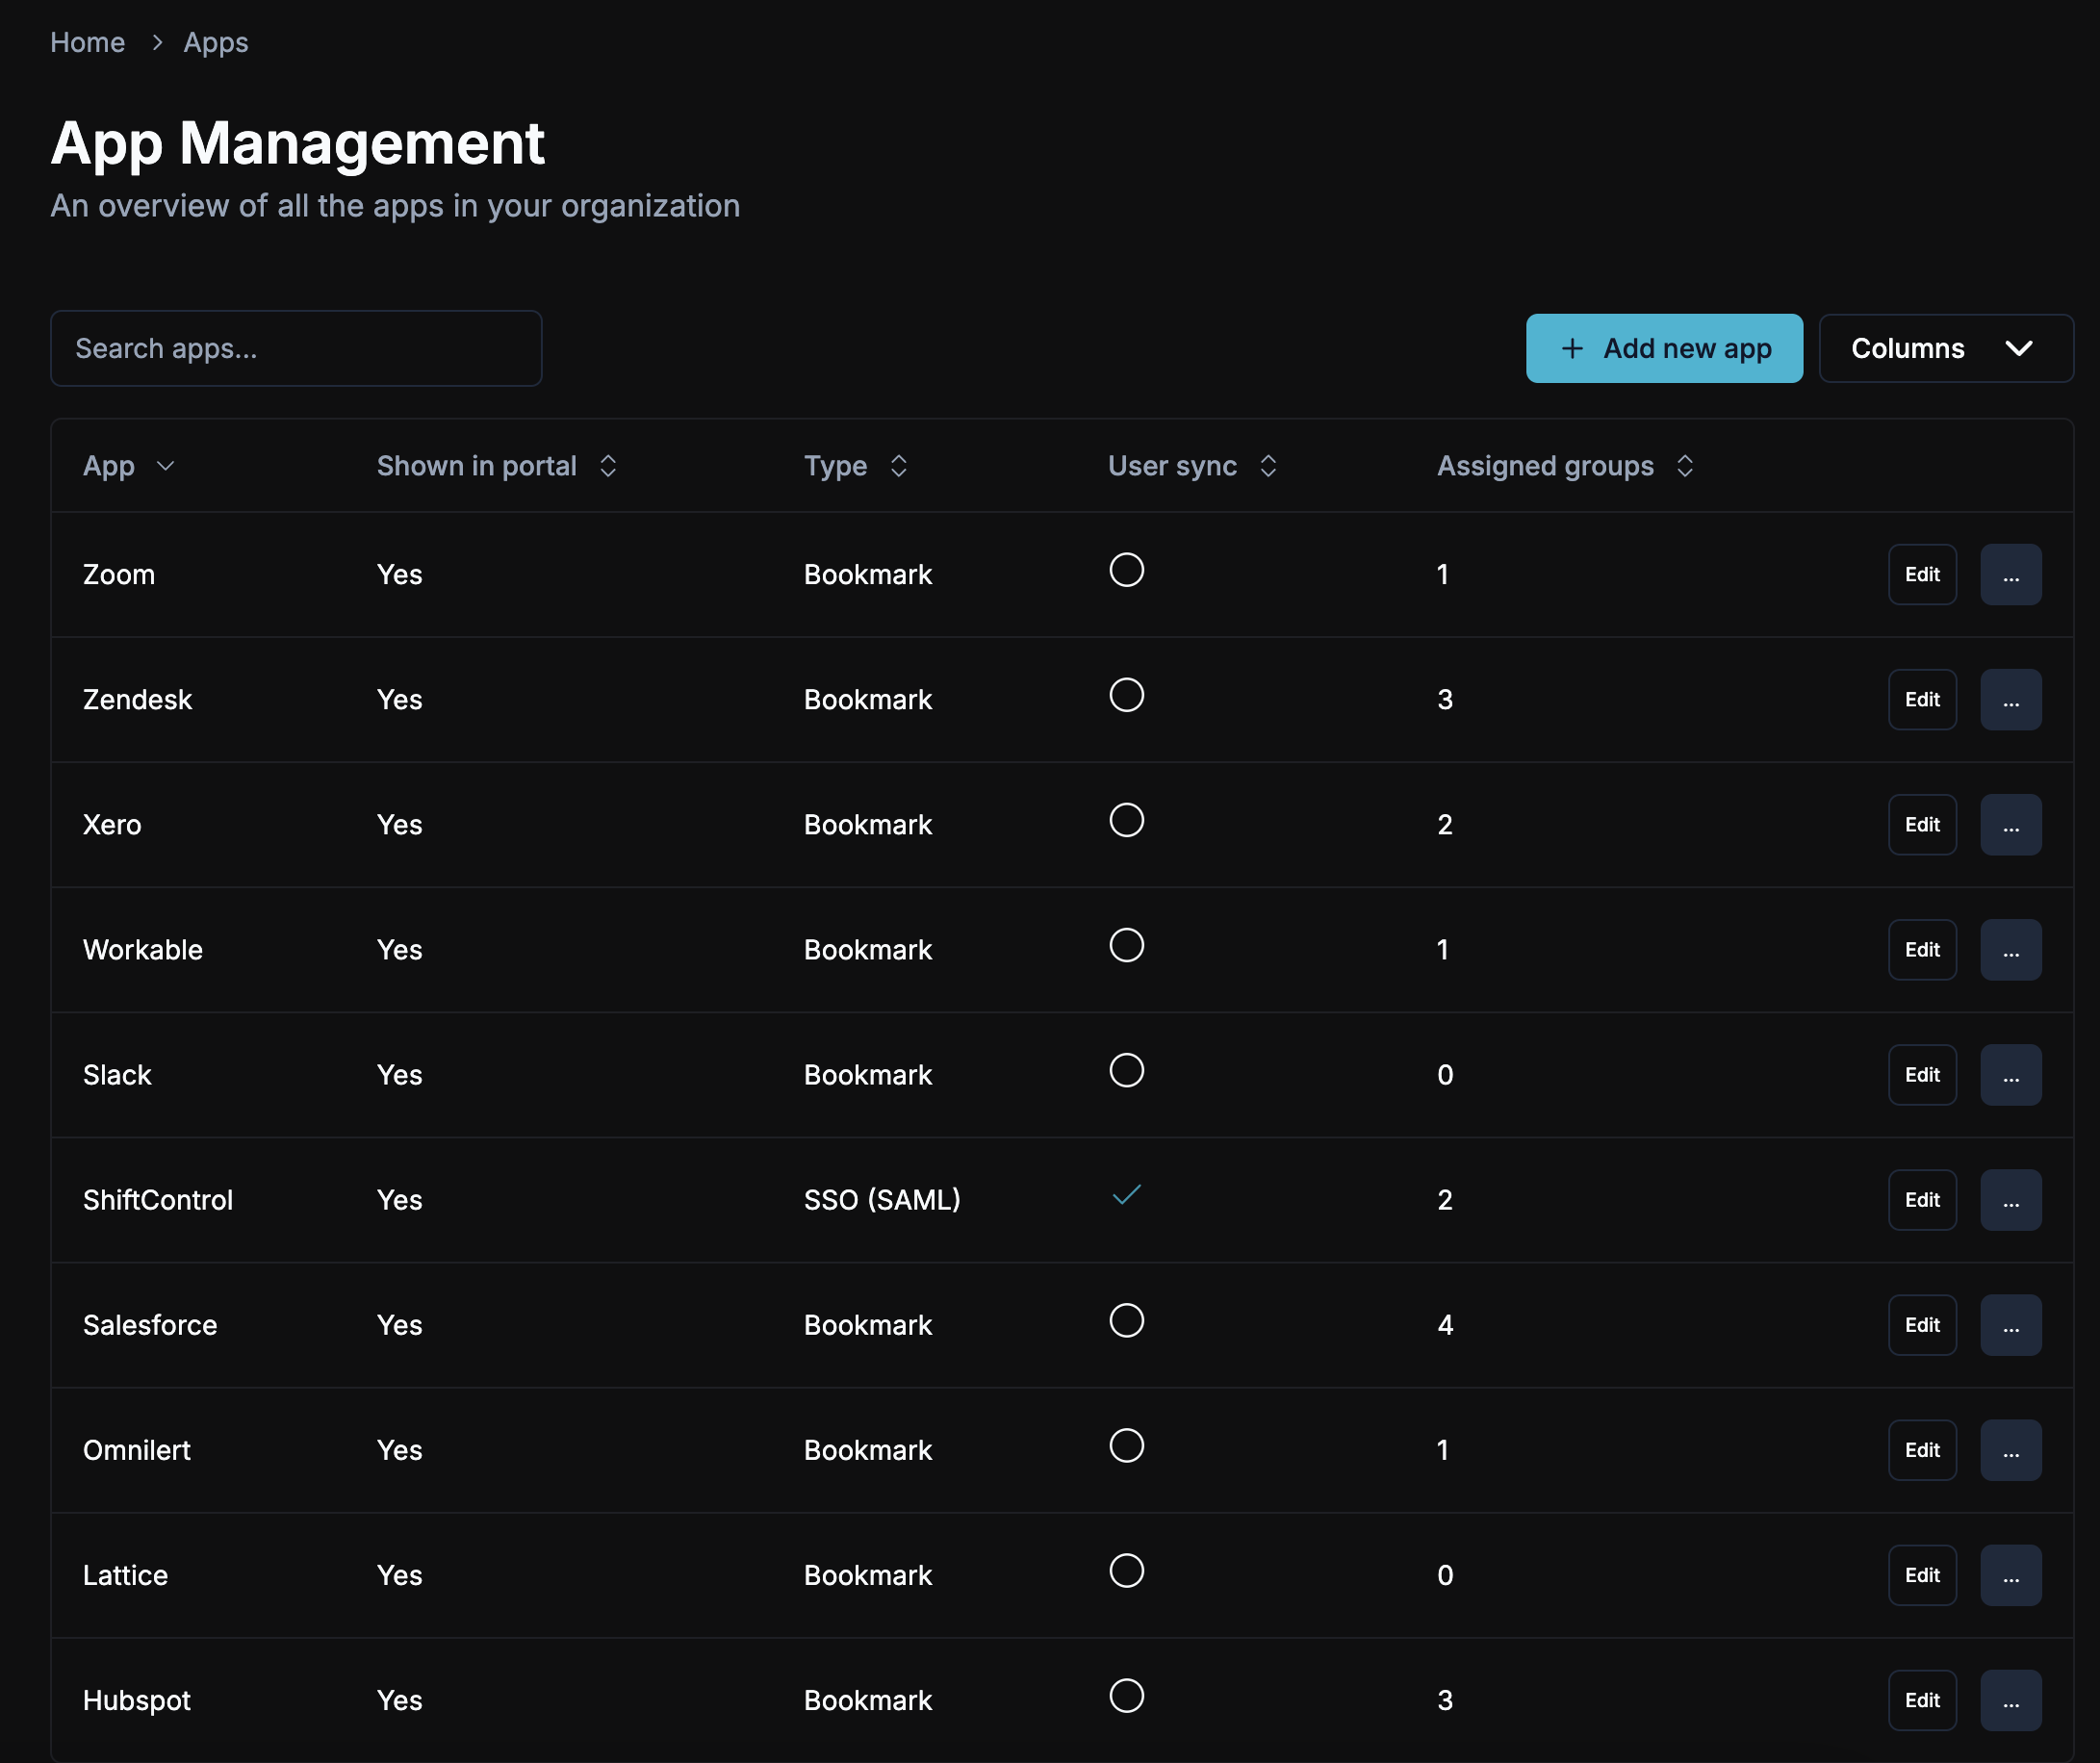 Home > Apps
App Management
An overview of all the apps in your organization
Search apps...
+ Add new app Columns
App Shown in portal Type User sync Assigned groups
Zoom Yes Bookmark 1 Edit ...
Zendesk Yes Bookmark 3 Edit ...
Xero Yes Bookmark 2 Edit ...
Workable Yes Bookmark 1 Edit ...
Slack Yes Bookmark 0 Edit ...
ShiftControl Yes SSO (SAML) 2 Edit ...
Salesforce Yes Bookmark 4 Edit ...
Omnilert Yes Bookmark 1 Edit ...
Lattice Yes Bookmark 0 Edit ...
Hubspot Yes Bookmark 3 Edit ...